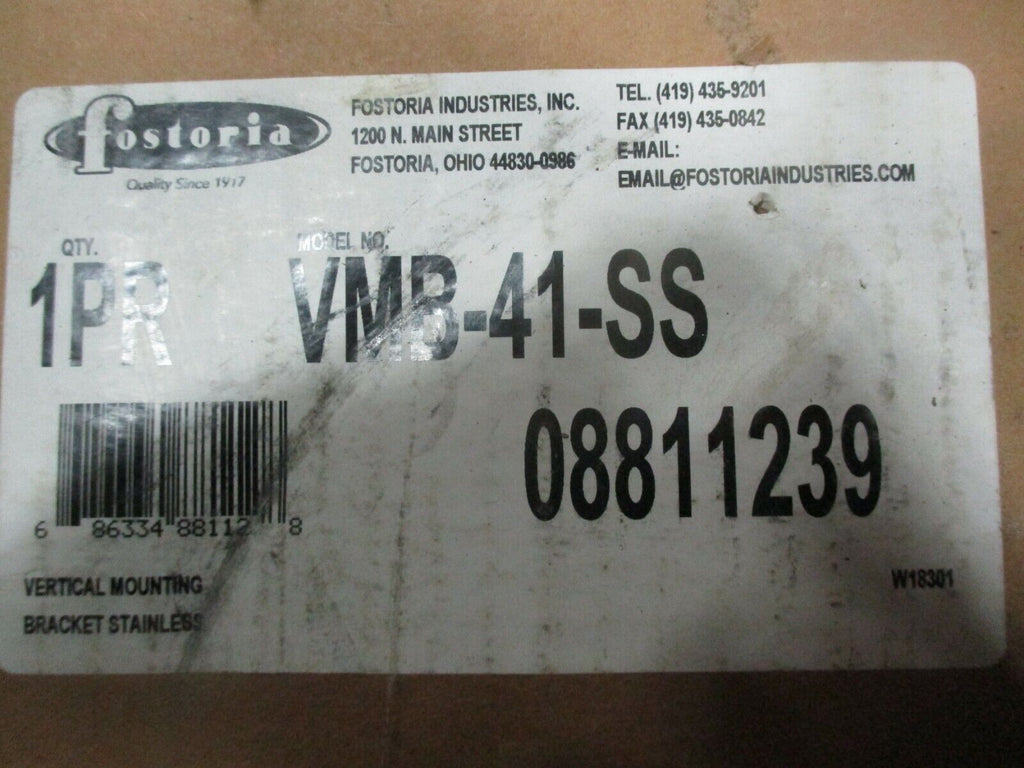 fostoria
Quality Since 1917
FOSTORIA INDUSTRIES, INC.
1200 N. MAIN STREET
FOSTORIA, OHIO 44830-0986
TEL. (419) 435-9201
FAX (419) 435-0842
E-MAIL:
EMAIL@FOSTORIAINDUSTRIES.COM
QTY.
1PR
MODEL NO.
VMB-41-SS
08811239
6 86334 88112 8
VERTICAL MOUNTING
BRACKET STAINLESS
W18301